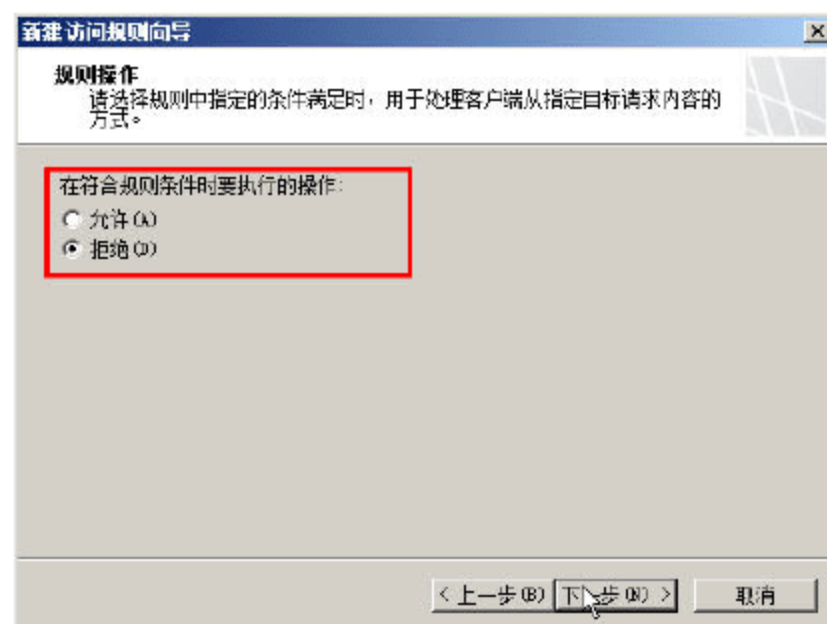 新建访问规则向导
规则操作
请选择规则中指定的条件满足时，用于处理客户端从指定目标请求内容的
方式。
在符合规则条件时要执行的操作:
允许(A)
拒绝(D)
< 上一步(B)
下一步(N) >
取消